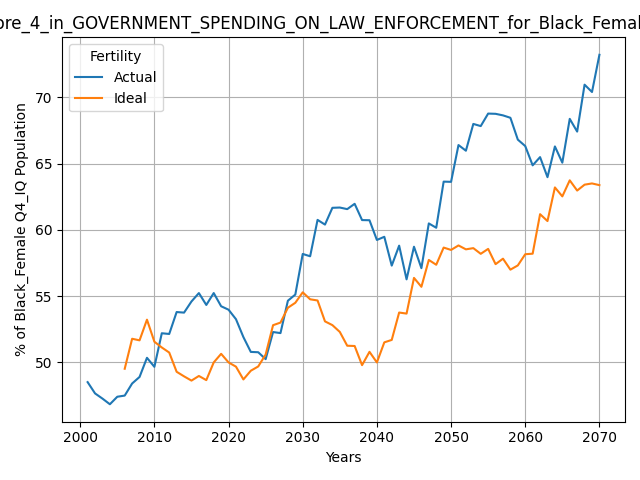 ore_4_in_GOVERNMENT_SPENDING_ON_LAW_ENFORCEMENT_for_Black_Femal
Fertility
Actual
Ideal
% of Black_Female Q4_IQ Population
70
65
60
55
50
2000 2010 2020 2030 2040 2050 2060 2070
Years